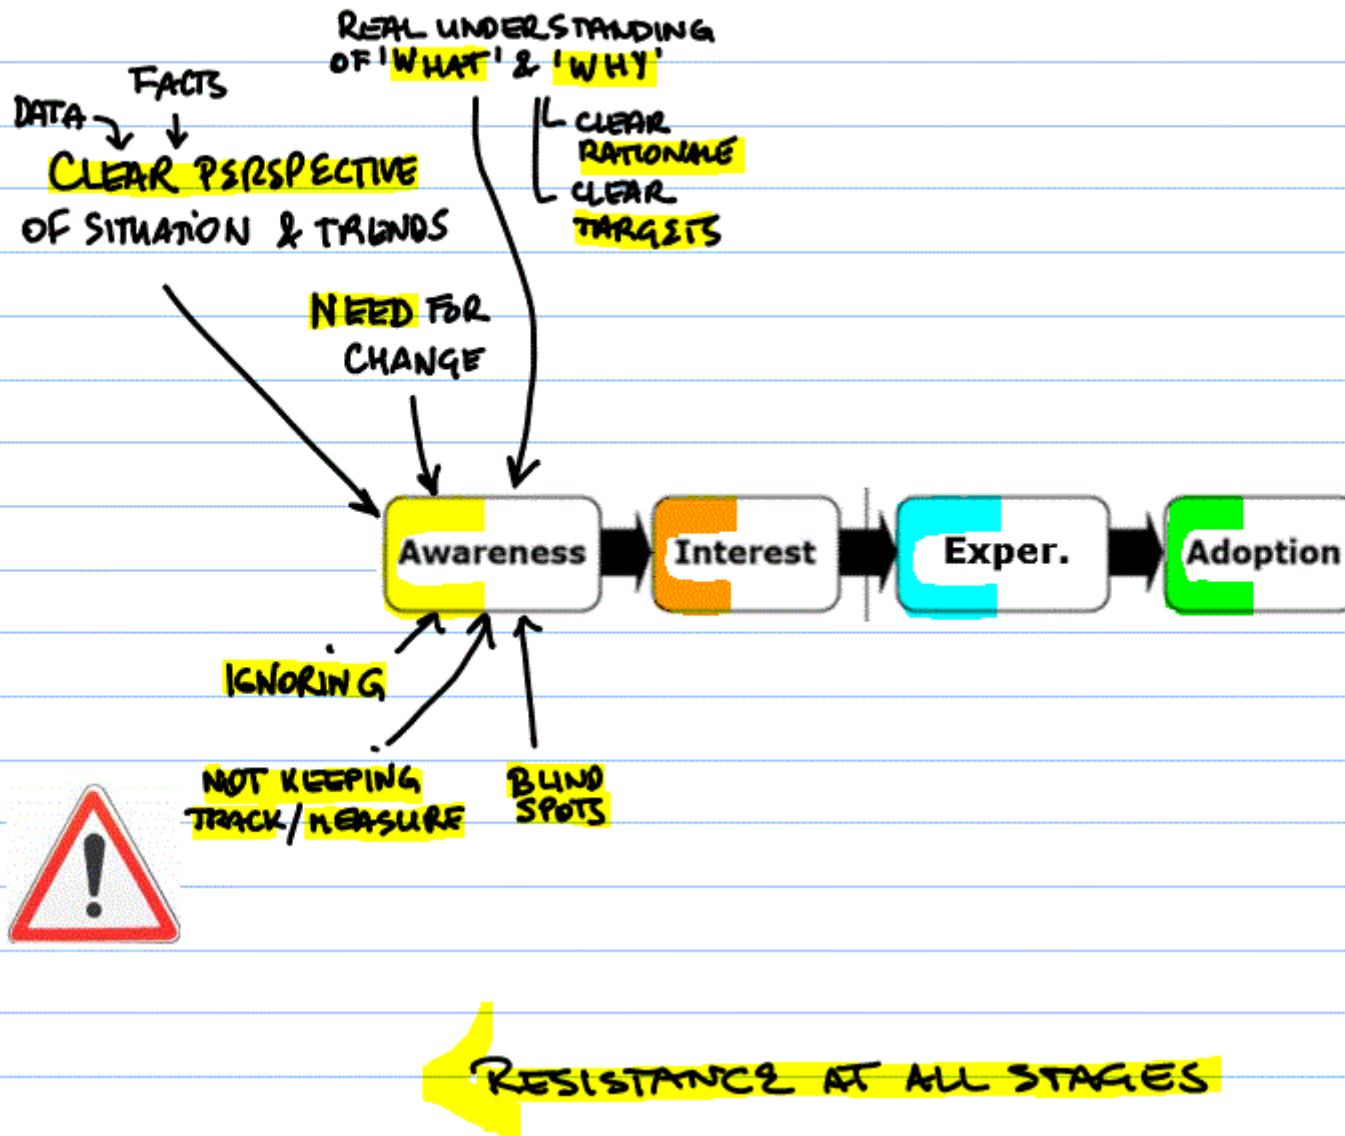 REAL UNDERSTANDING
OF 'WHAT' & 'WHY'
FACTS
DATA
CLEAR
RATIONALE
CLEAR PERSPECTIVE
CLEAR
TARGETS
OF SITUATION & TRENDS
NEED FOR
CHANGE
Awareness
Interest
Exper.
Adoption
IGNORING
NOT KEEPING
TRACK/MEASURE
BLIND
SPOTS
RESISTANCE AT ALL STAGES